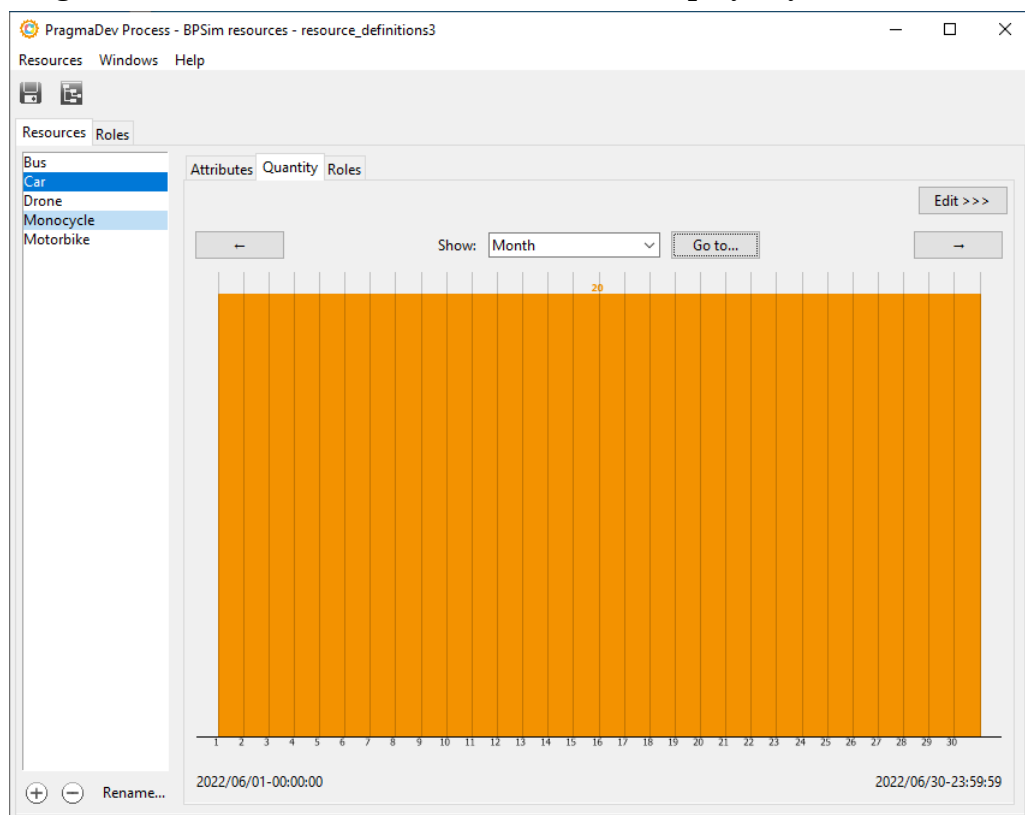 PragmaDev Process - BPSim resources - resource_definitions3
Resources Windows Help
Resources Roles
Bus
Car
Drone
Monocycle
Motorbike
Attributes Quantity Roles
Edit >>>
← Show: Month Go to... →
20
1 2 3 4 5 6 7 8 9 10 11 12 13 14 15 16 17 18 19 20 21 22 23 24 25 26 27 28 29 30
2022/06/01-00:00:00 2022/06/30-23:59:59
Rename...